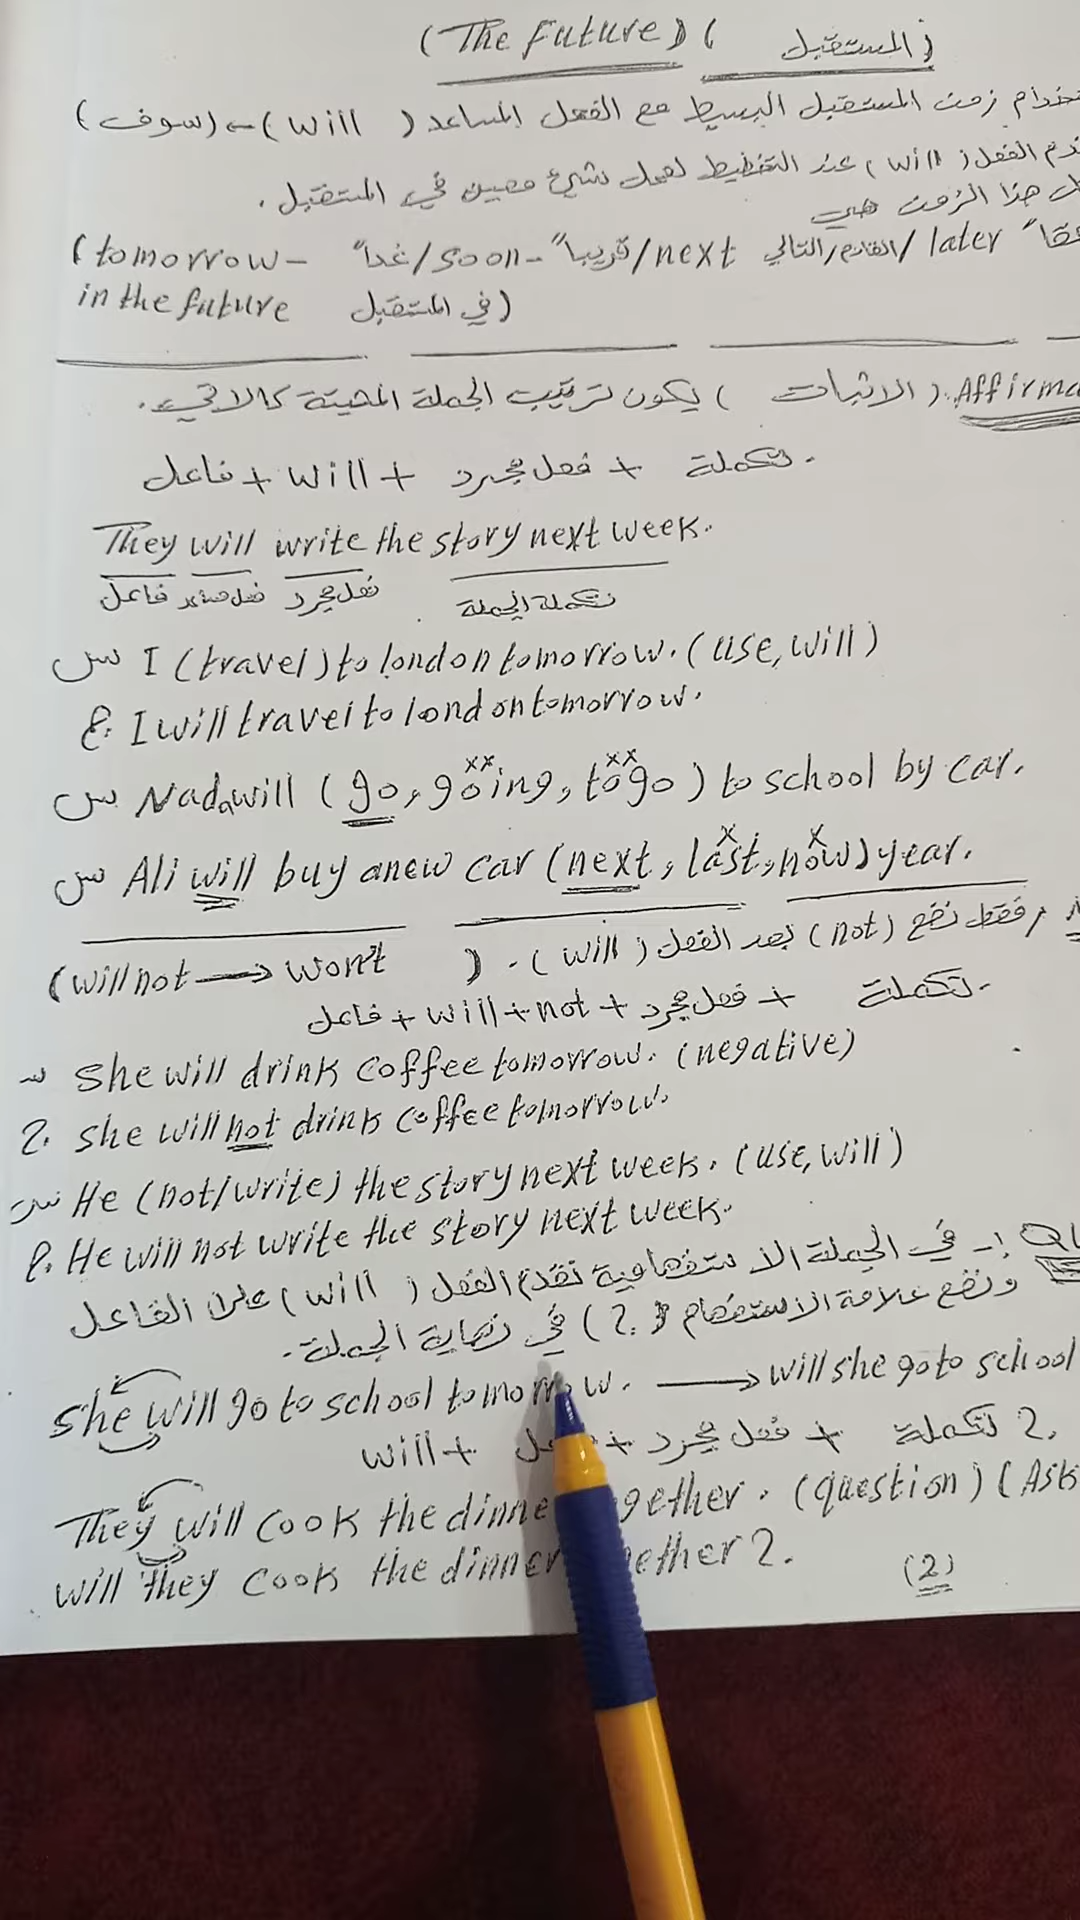 (The Future) (المستقبل)
زمن المستقبل البسيط مع الفعل المساعد (will) ← (سوف)
الفعل (will) عند التخطيط لعمل شيء معين في المستقبل.
هذا الزمن هي
(tomorrow - غداً/soon - قريباً/next القادم/التالي/later
in the future في المستقبل)
Affirma (الاثبات) يكون ترتيب الجملة المثبتة كالاتي.
فاعل + will + فعل مجرد + تكملة.
They will write the story next week.
فاعل فعل مساعد فعل مجرد تكملة الجملة
س I (travel) to london tomorrow. (use, will)
ج. I will travel to london tomorrow.
س Nada will (go, going, to go) to school by car.
س Ali will buy a new car (next, last, now) year.
فقط نضع (not) بعد الفعل (will). (will not → won't)
فاعل + will + not + فعل مجرد + تكملة.
س She will drink coffee tomorrow. (negative)
2. she will not drink coffee tomorrow.
س He (not/write) the story next week. (use, will)
ج. He will not write the story next week.
Qu :- في الجملة الاستفهامية نقدم الفعل (will) على الفاعل
ونضع علامة الاستفهام (?) في نهاية الجملة.
she will go to school tomorrow. → will she go to school
will + + فعل مجرد + تكملة ?.
They will cook the dinner together. (question) (Ask
will they cook the dinner together?.
(2)